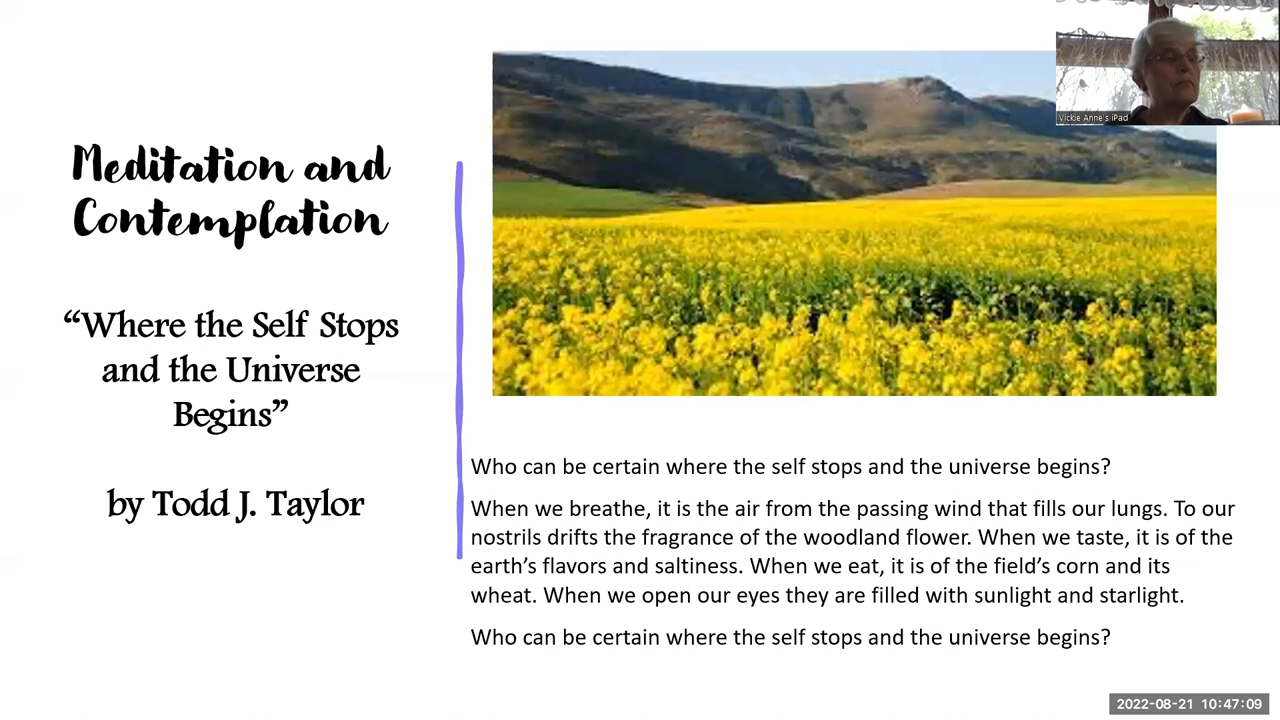 Meditation and
Contemplation
“Where the Self Stops
and the Universe
Begins”
by Todd J. Taylor
Vickie Anne's iPad
Who can be certain where the self stops and the universe begins?
When we breathe, it is the air from the passing wind that fills our lungs. To our
nostrils drifts the fragrance of the woodland flower. When we taste, it is of the
earth’s flavors and saltiness. When we eat, it is of the field’s corn and its
wheat. When we open our eyes they are filled with sunlight and starlight.
Who can be certain where the self stops and the universe begins?
2022-08-21 10:47:09